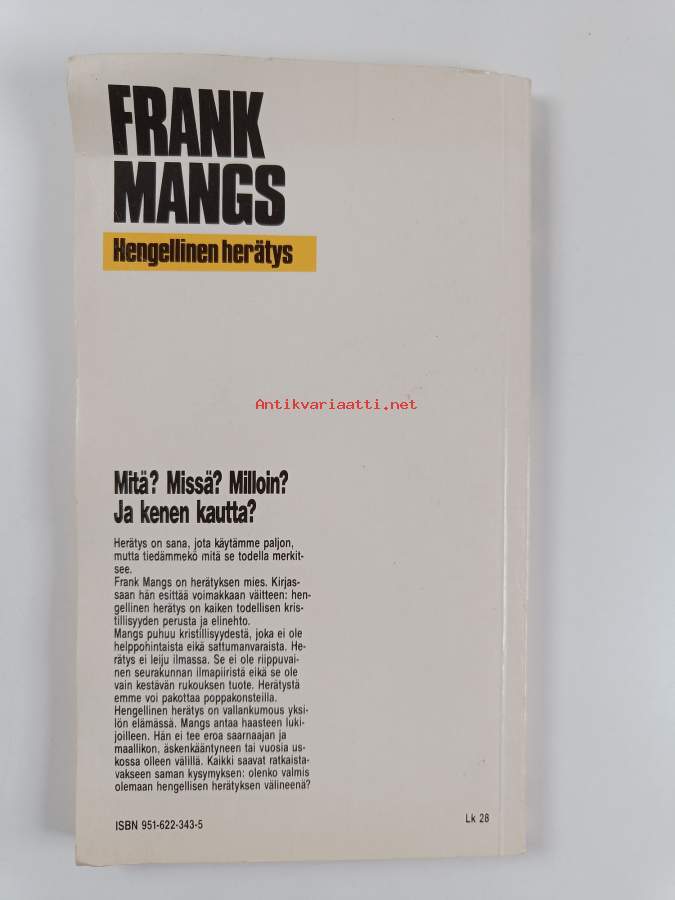 FRANK
MANGS
Hengellinen herätys
Antikvariaatti.net
Mitä? Missä? Milloin?
Ja kenen kautta?
Herätys on sana, jota käytämme paljon,
mutta tiedämmekö mitä se todella merkit-
see.
Frank Mangs on herätyksen mies. Kirjas-
saan hän esittää voimakkaan väitteen: hen-
gellinen herätys on kaiken todellisen kris-
tillisyyden perusta ja elinehto.
Mangs puhuu kristillisyydestä, joka ei ole
helppohintaista eikä sattumanvaraista. He-
rätys ei leiju ilmassa. Se ei ole riippuvai-
nen seurakunnan ilmapiiristä eikä se ole
vain kestävän rukouksen tuote. Herätystä
emme voi pakottaa poppakonsteilla.
Hengellinen herätys on vallankumous yksi-
lön elämässä. Mangs antaa haasteen luki-
joilleen. Hän ei tee eroa saarnaajan ja
maallikon, äskenkääntyneen tai vuosia us-
kossa olleen välillä. Kaikki saavat ratkaista-
vakseen saman kysymyksen: olenko valmis
olemaan hengellisen herätyksen välineenä?
ISBN 951-622-343-5
Lk 28